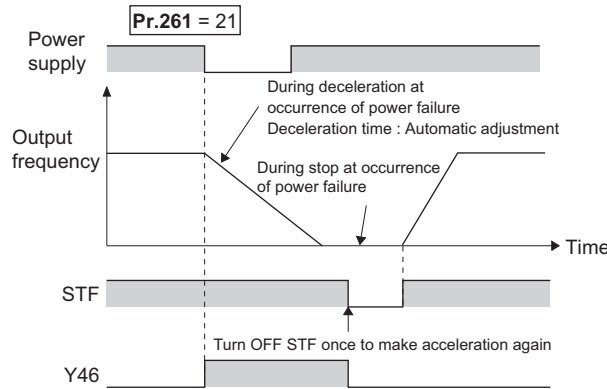 Pr.261 = 21
Power
supply
During deceleration at
occurrence of power failure
Deceleration time : Automatic adjustment
Output
frequency
During stop at occurrence
of power failure
Time
STF
Turn OFF STF once to make acceleration again
Y46